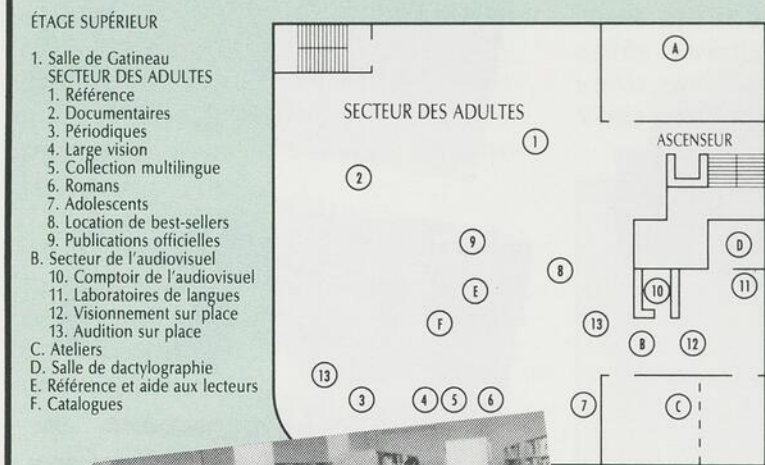 ÉTAGE SUPÉRIEUR
1. Salle de Gatineau
SECTEUR DES ADULTES
1. Référence
2. Documentaires
3. Périodiques
4. Large vision
5. Collection multilingue
6. Romans
7. Adolescents
8. Location de best-sellers
9. Publications officielles
B. Secteur de l'audiovisuel
10. Comptoir de l'audiovisuel
11. Laboratoires de langues
12. Visionnement sur place
13. Audition sur place
C. Ateliers
D. Salle de dactylographie
E. Référence et aide aux lecteurs
F. Catalogues
A
SECTEUR DES ADULTES
ASCENSEUR
1
2
9
D
8
E
10
11
F
13
B
12
13
3
4
5
6
7
C